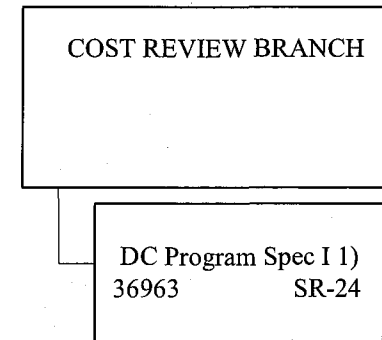 COST REVIEW BRANCH
DC Program Spec I 1)
36963 SR-24